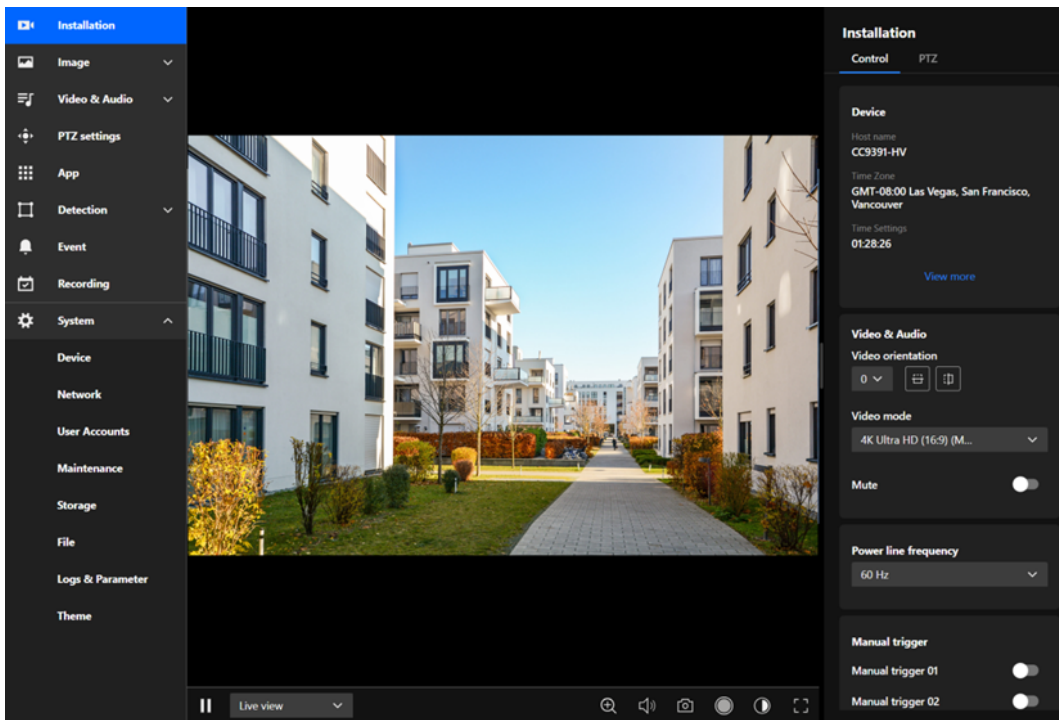 Installation
Image
Video & Audio
PTZ settings
App
Detection
Event
Recording
System
Device
Network
User Accounts
Maintenance
Storage
File
Logs & Parameter
Theme
Live view
Installation
Control PTZ
Device
Host name
CC9391-HV
Time Zone
GMT-08:00 Las Vegas, San Francisco,
Vancouver
Time Settings
01:28:26
View more
Video & Audio
Video orientation
0
Video mode
4K Ultra HD (16:9) (M...
Mute
Power line frequency
60 Hz
Manual trigger
Manual trigger 01
Manual trigger 02